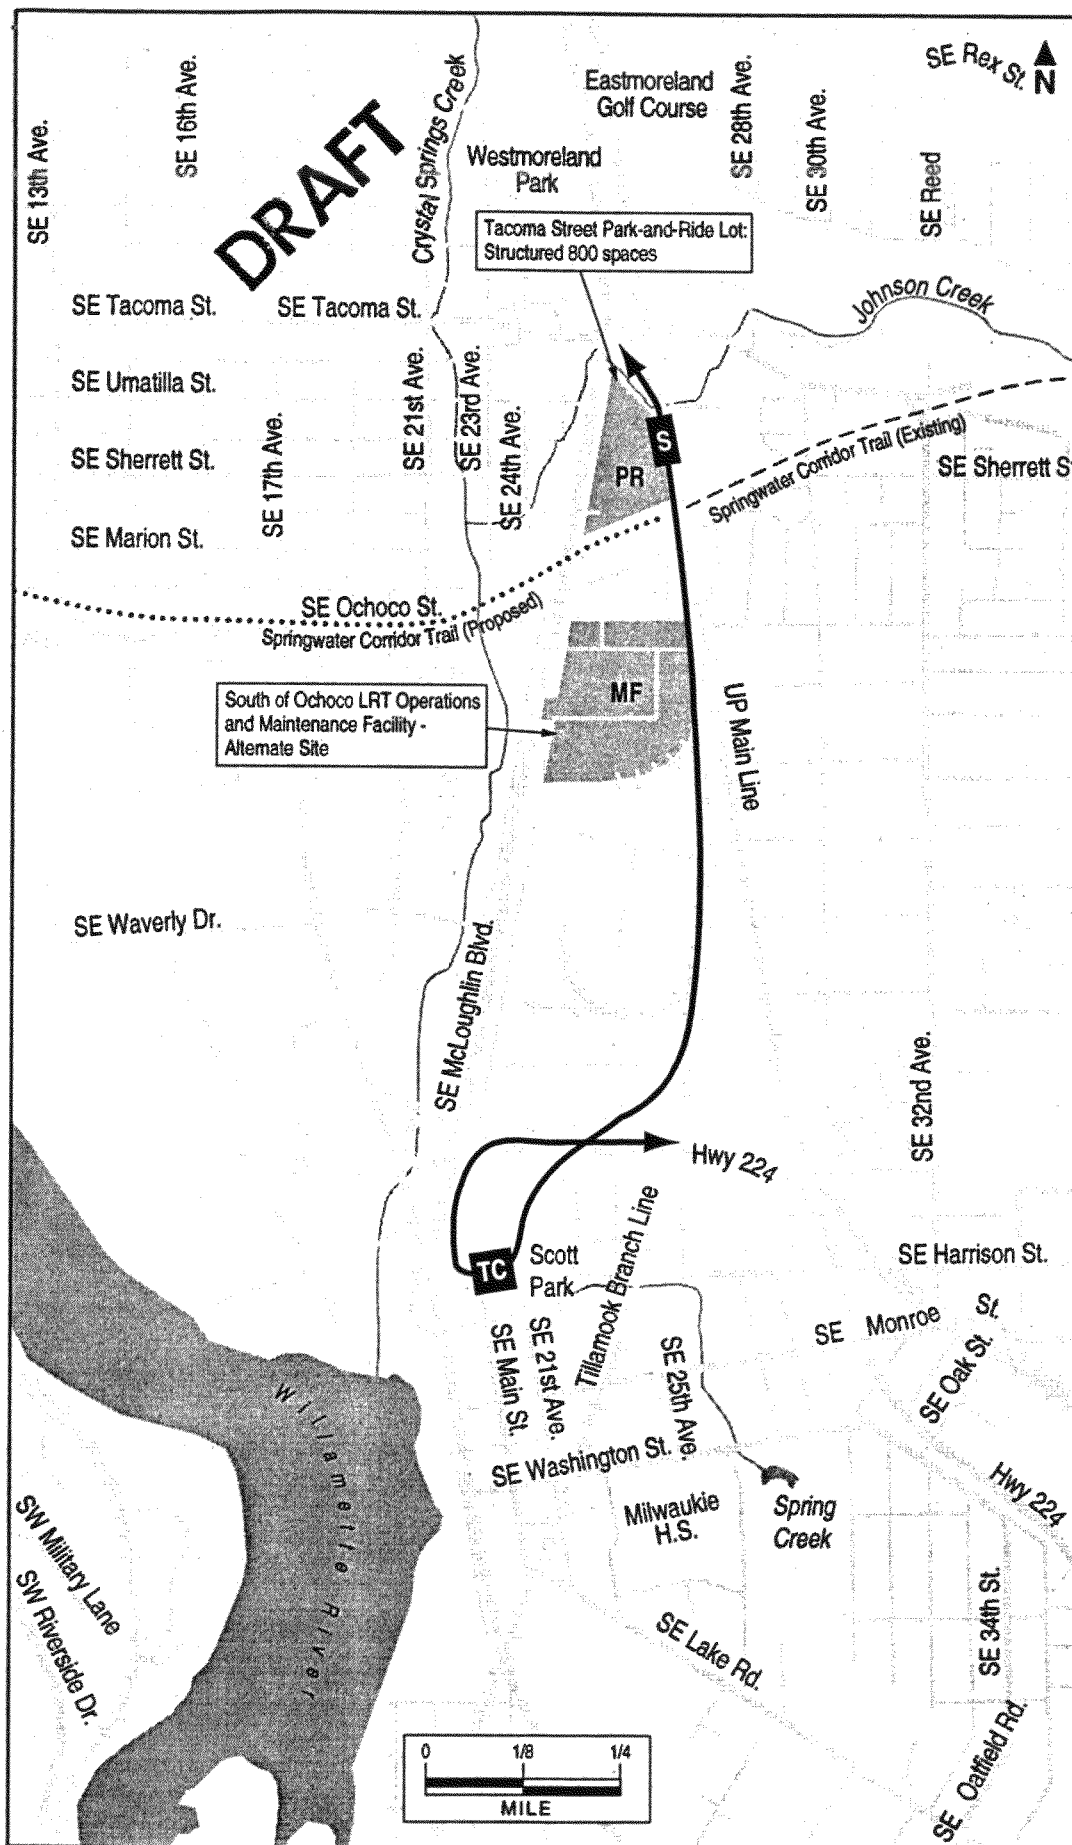 SE Rex St.
N
SE 13th Ave.
SE 16th Ave.
DRAFT
Crystal Springs Creek
Eastmoreland
Golf Course
SE 28th Ave.
SE 30th Ave.
SE Reed
Westmoreland
Park
Tacoma Street Park-and-Ride Lot:
Structured 800 spaces
SE Tacoma St.
SE Tacoma St.
Johnson Creek
SE Umatilla St.
SE 21st Ave.
SE 23rd Ave.
SE 17th Ave.
SE 24th Ave.
S
PR
SE Sherrett St.
Springwater Corridor Trail (Existing)
SE Sherrett S
SE Marion St.
SE Ochoco St.
Springwater Corridor Trail (Proposed)
South of Ochoco LRT Operations
and Maintenance Facility -
Alternate Site
MF
UP Main Line
SE Waverly Dr.
SE McLoughlin Blvd.
SE 32nd Ave.
Hwy 224
TC
Scott
Park
Tillamook Branch Line
SE Harrison St.
SE Monroe St.
SE Main St.
SE 21st Ave.
SE 25th Ave.
SE Oak St.
Willamette River
SE Washington St.
Hwy 224
Milwaukie
H.S.
Spring
Creek
SW Military Lane
SW Riverside Dr.
SE Lake Rd.
SE 34th St.
SE Oatfield Rd.
0 1/8 1/4
MILE